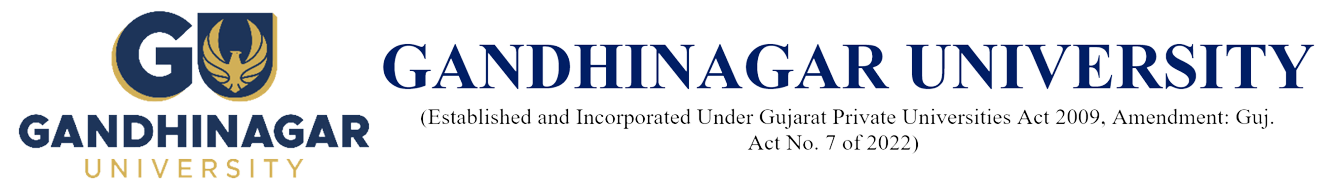 GU
GANDHINAGAR
UNIVERSITY
GANDHINAGAR UNIVERSITY
(Established and Incorporated Under Gujarat Private Universities Act 2009, Amendment: Guj.
Act No. 7 of 2022)